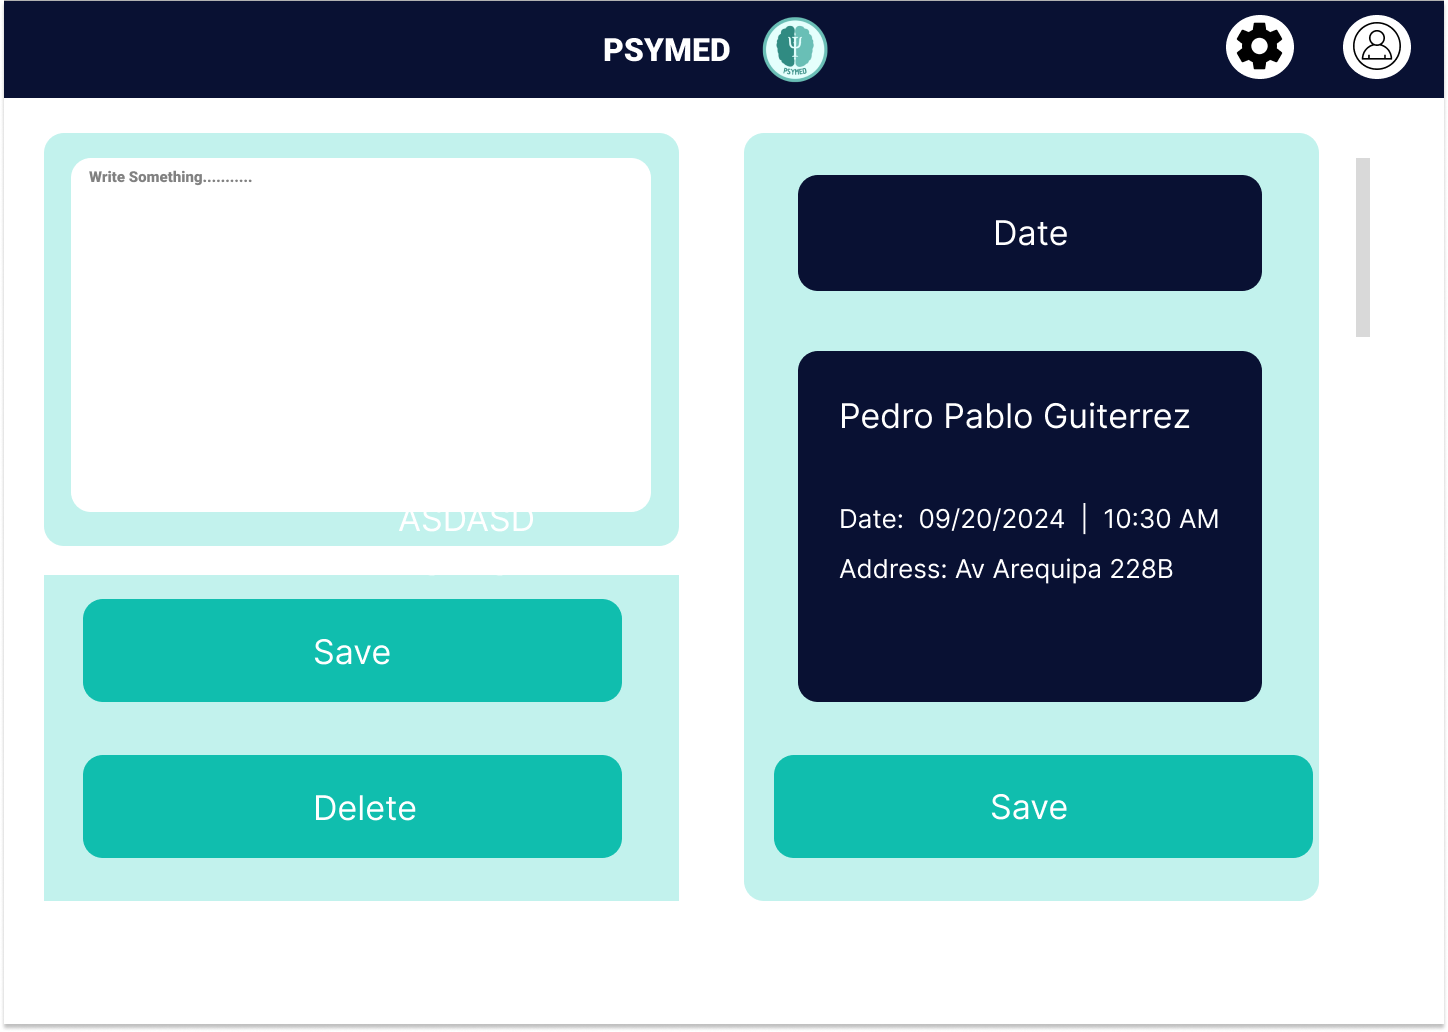 PSYMED
PSYMED
Write Something...........
ASDASD
Save
Delete
Date
Pedro Pablo Guiterrez
Date: 09/20/2024 | 10:30 AM
Address: Av Arequipa 228B
Save